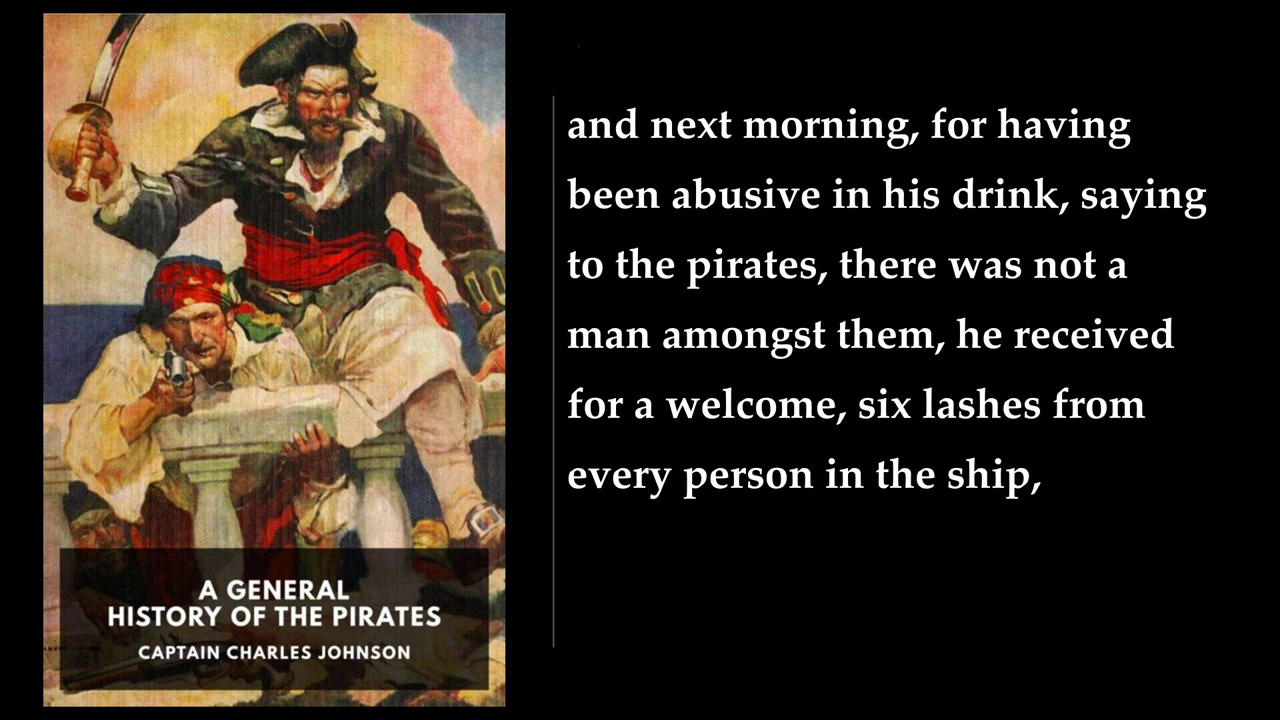 A GENERAL
HISTORY OF THE PIRATES
CAPTAIN CHARLES JOHNSON
and next morning, for having
been abusive in his drink, saying
to the pirates, there was not a
man amongst them, he received
for a welcome, six lashes from
every person in the ship,